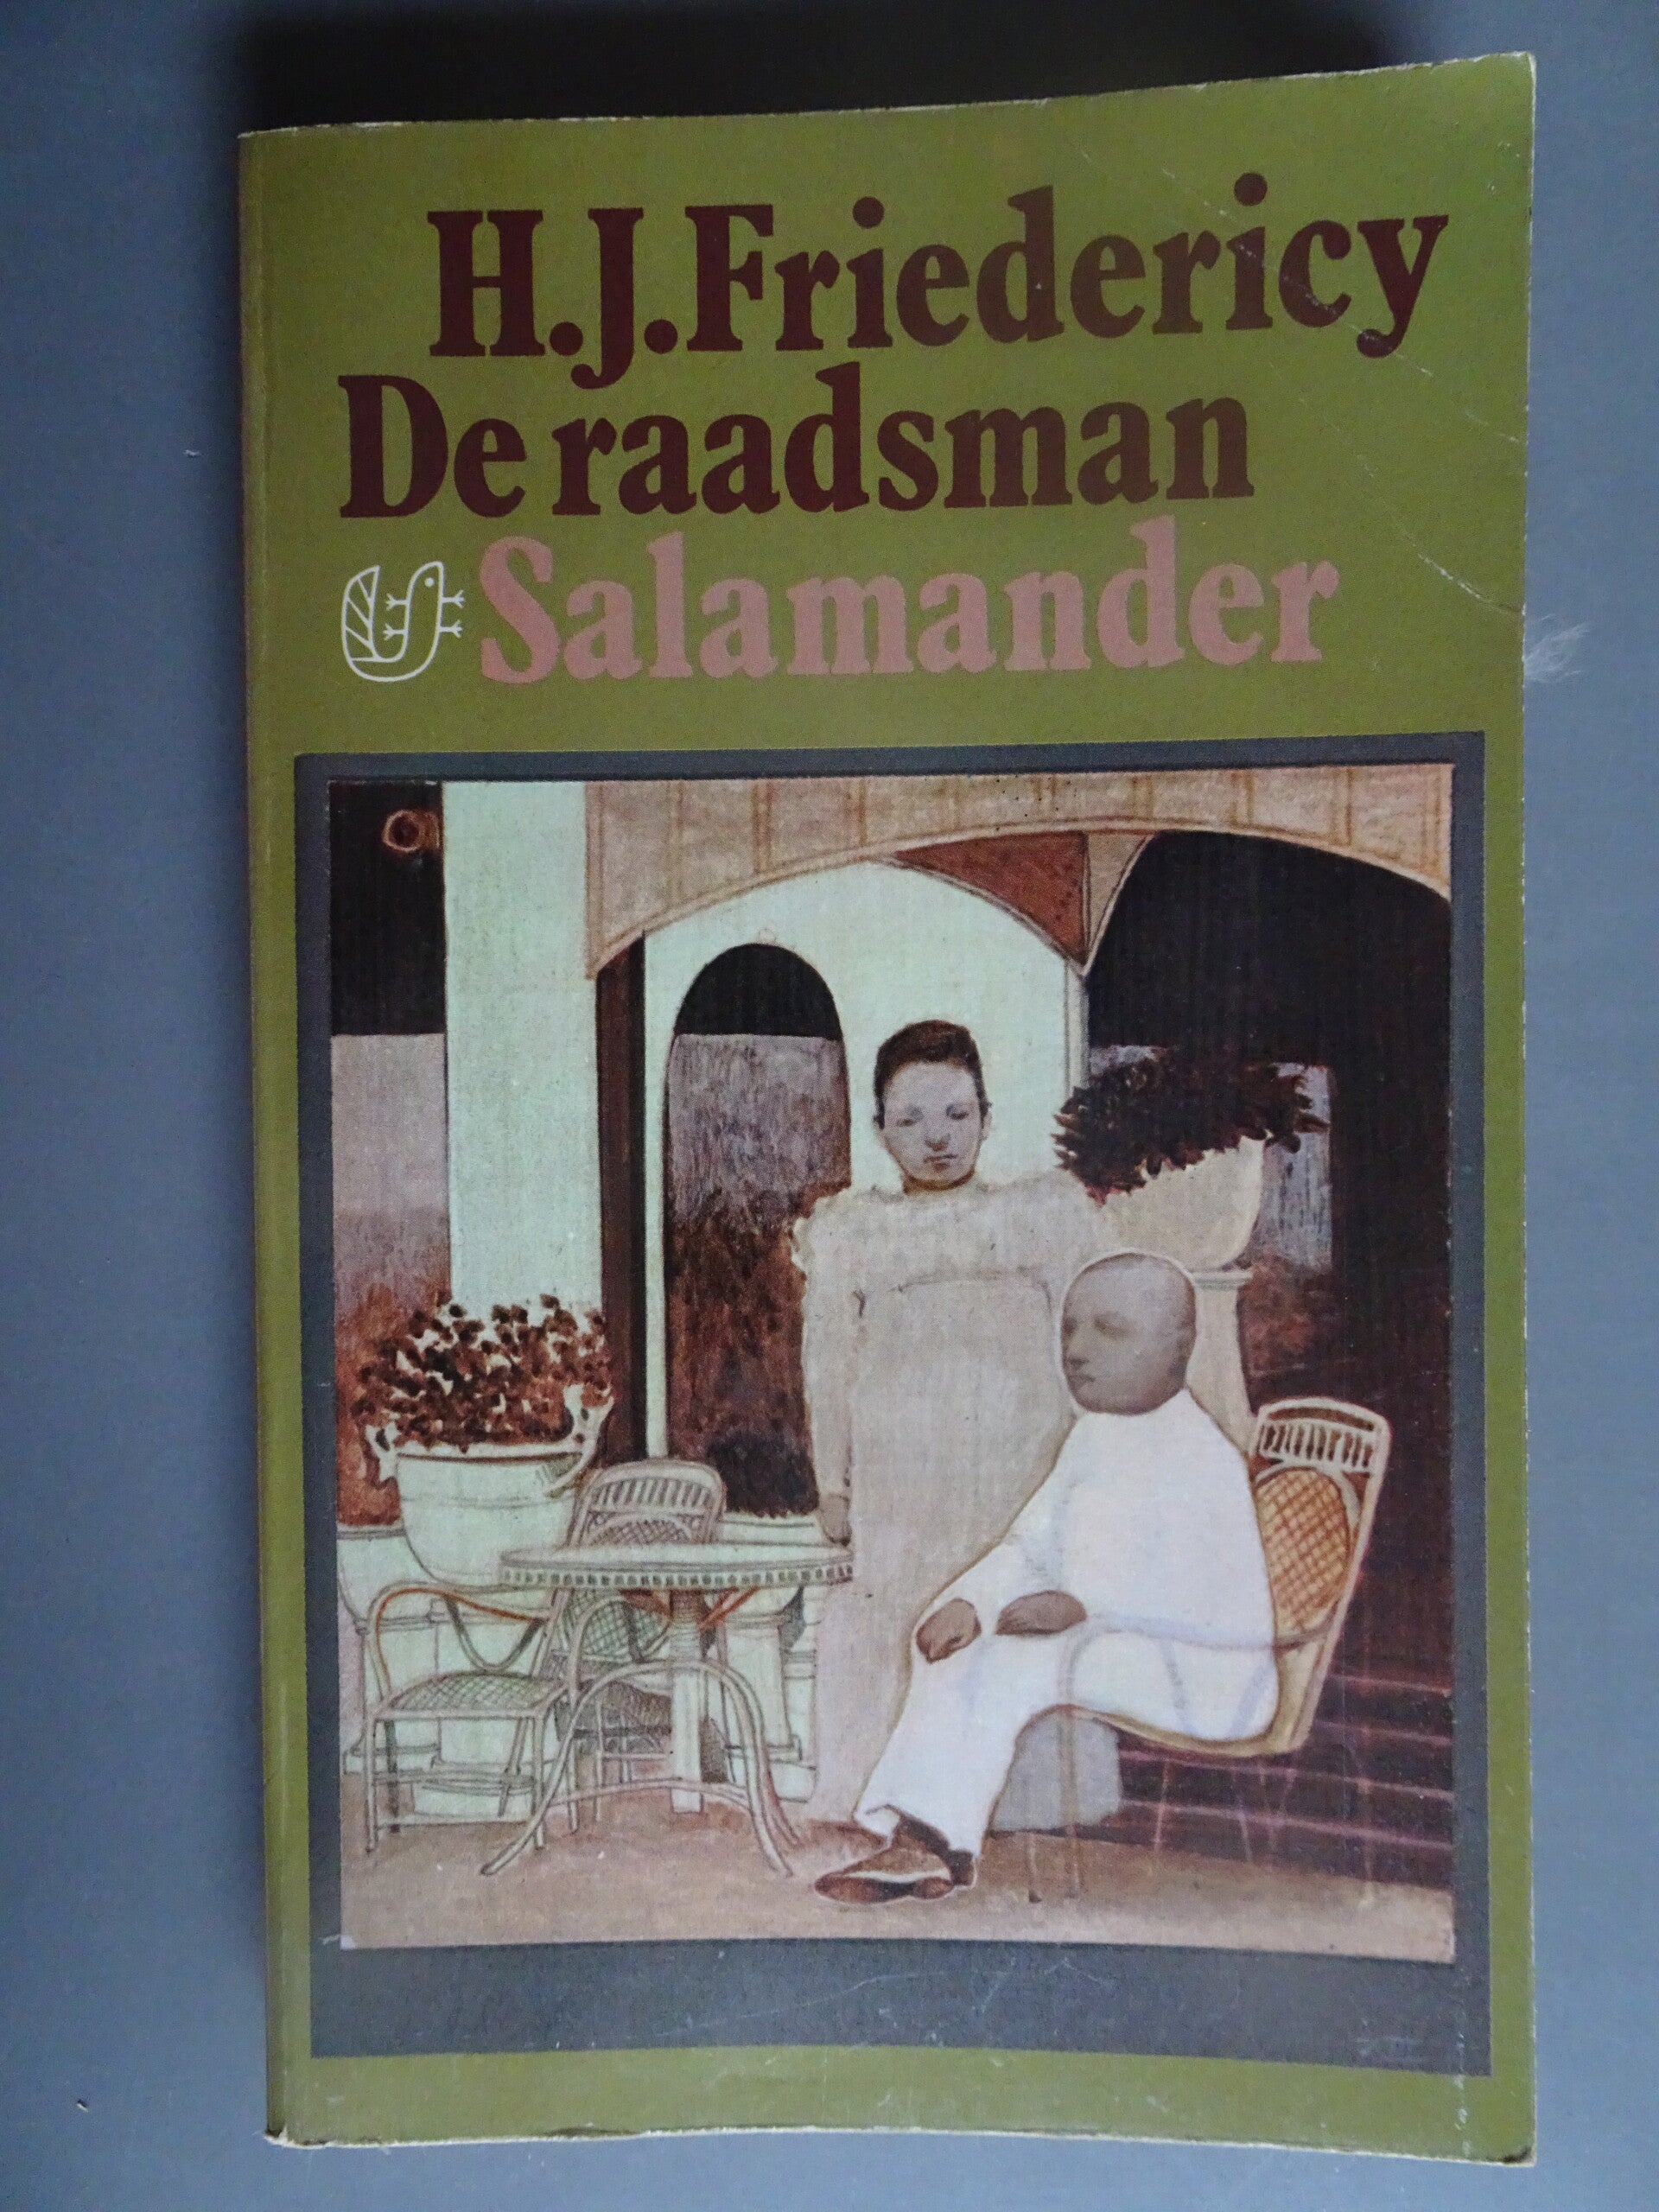 H.J.Friedericy
De raadsman
Salamander